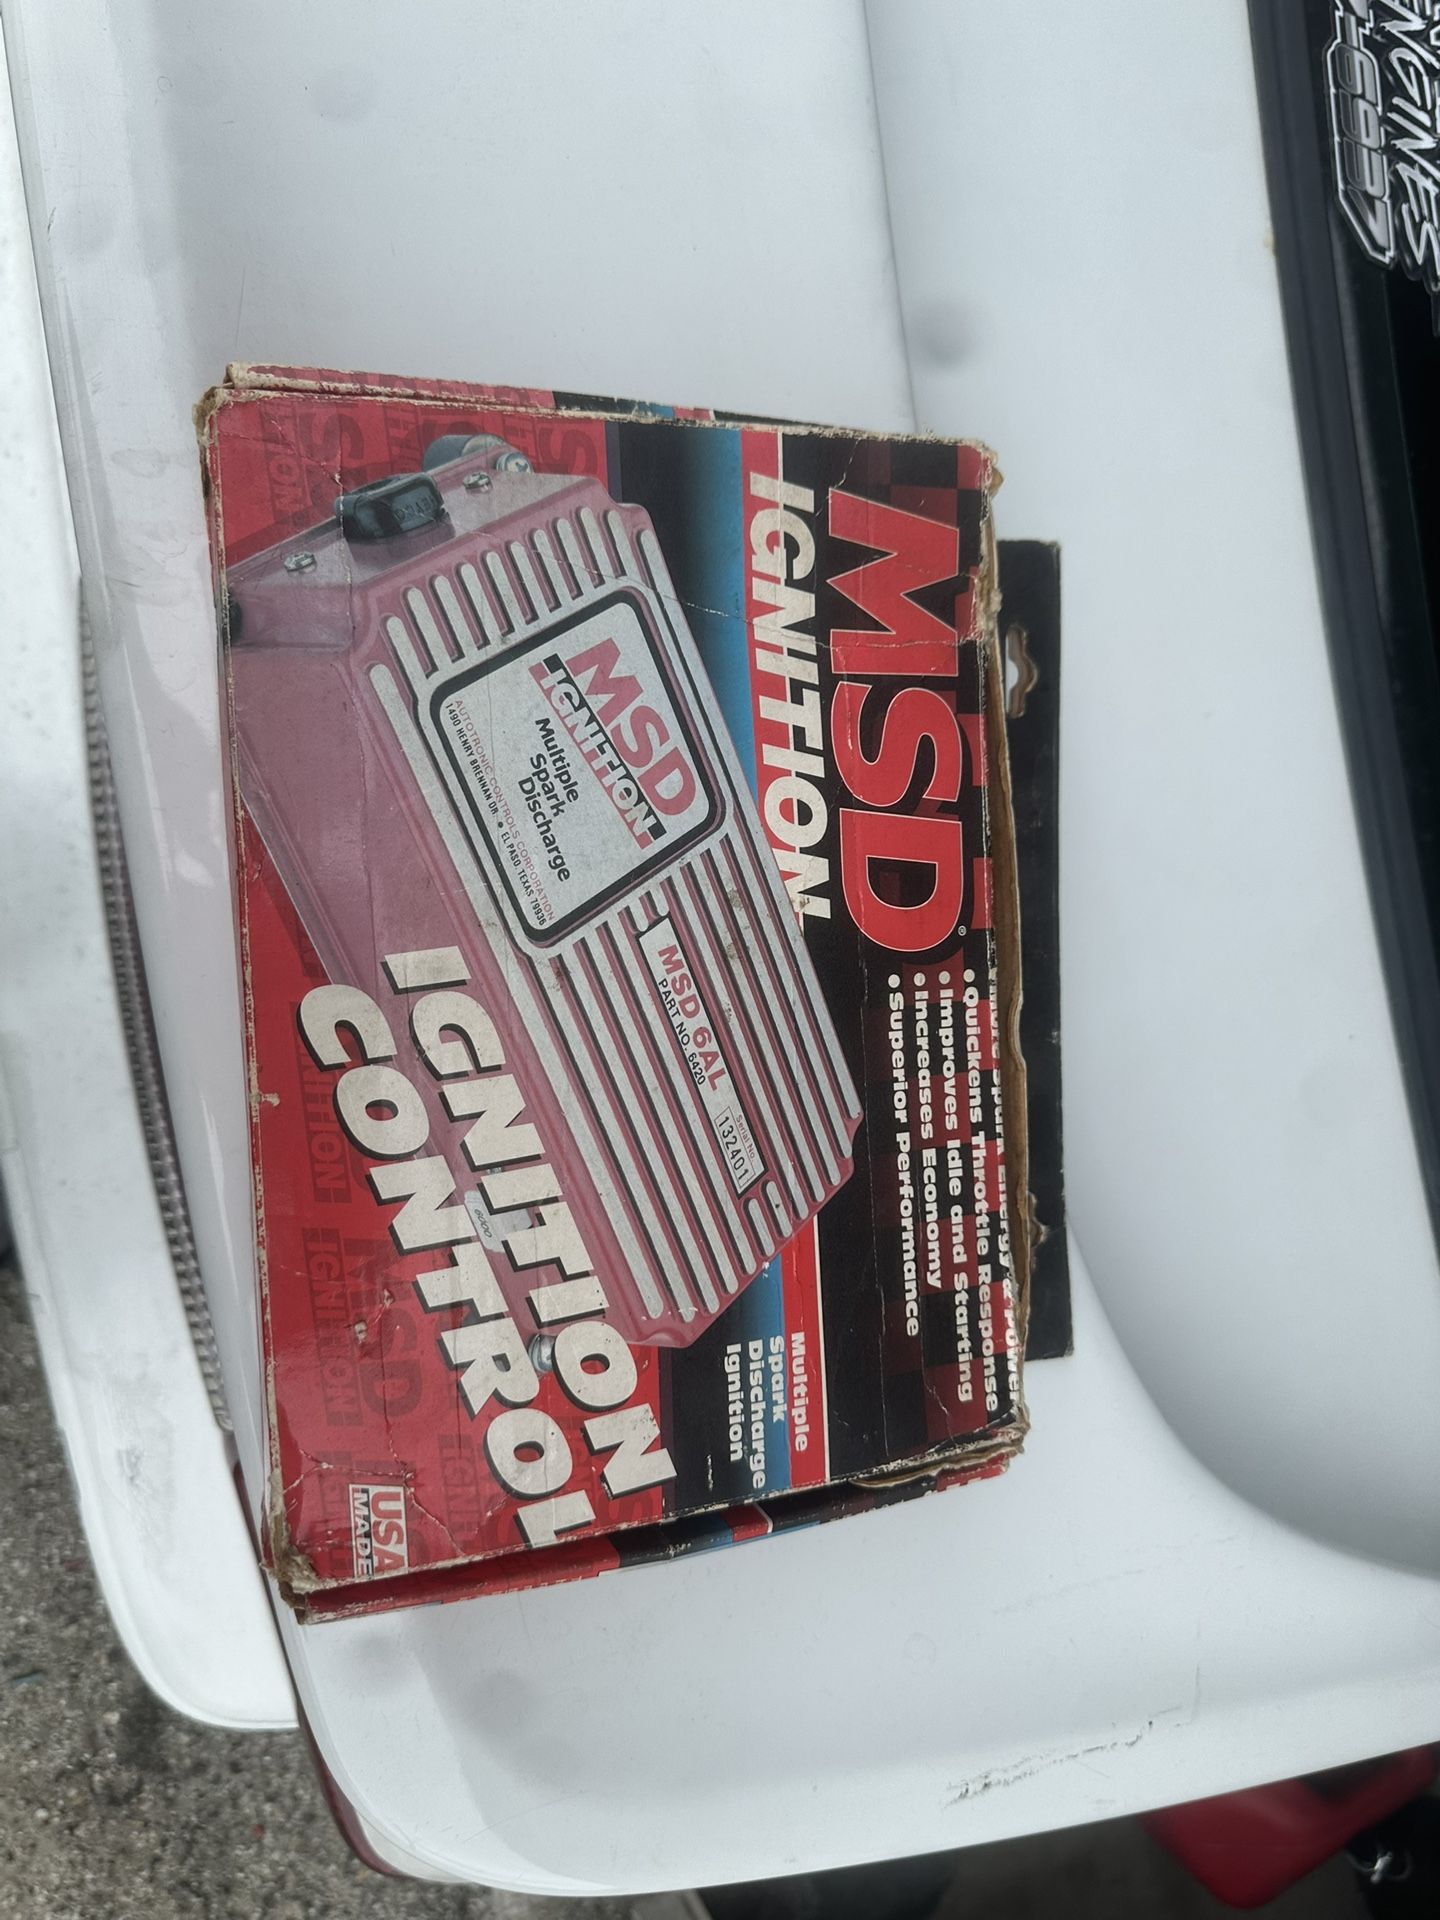 MSD®
IGNITION
• Quickens Throttle Response
• Improves Idle and Starting
• Increases Economy
• Superior Performance
Multiple
Spark
Discharge
Ignition
MSD
IGNITION
Multiple
Spark
Discharge
AUTOTRONIC CONTROLS CORPORATION
1490 HENRY BRENNAN DR. • EL PASO, TEXAS 79936
MSD 6AL
PART NO. 6420
Serial No.
132401
6000
IGNITION
CONTROL
USA
MADE
ENGINES